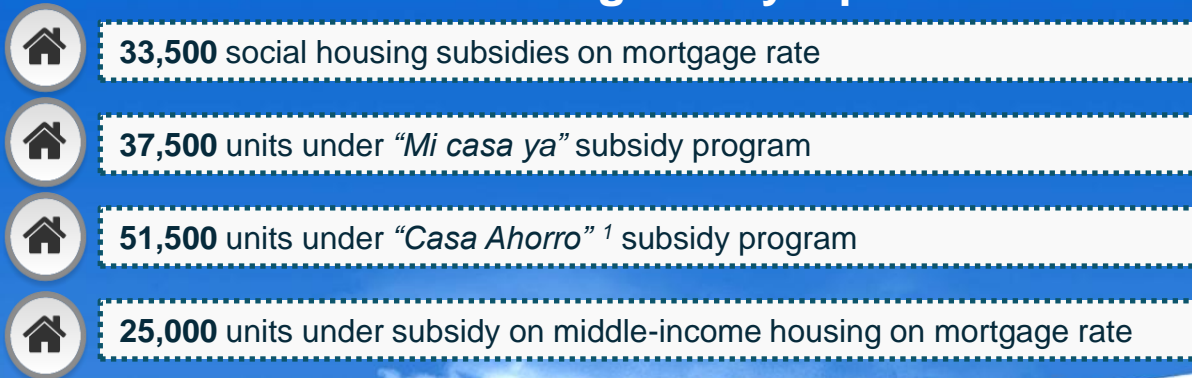 33,500 social housing subsidies on mortgage rate
37,500 units under “Mi casa ya” subsidy program
51,500 units under “Casa Ahorro” 1 subsidy program
25,000 units under subsidy on middle-income housing on mortgage rate